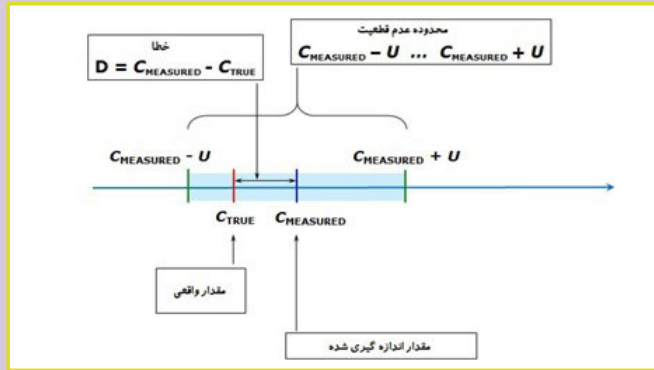 خطا
D = CMEASURED - CTRUE
محدوده عدم قطعیت
CMEASURED – U ... CMEASURED + U
CMEASURED - U
CMEASURED + U
CTRUE
CMEASURED
مقدار واقعی
مقدار اندازه گیری شده